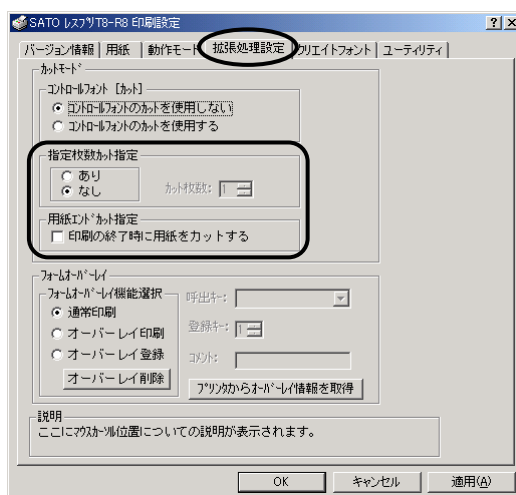 SATO レスプリT8-R8 印刷設定
バージョン情報 用紙 動作モード 拡張処理設定 クリエイトフォント ユーティリティ
カットモード
コントロールフォント [カット]
コントロールフォントのカットを使用しない
コントロールフォントのカットを使用する
指定枚数カット指定
あり
なし
カット枚数: 1
用紙エンドカット指定
印刷の終了時に用紙をカットする
フォームオーバーレイ
フォームオーバーレイ機能選択
通常印刷
オーバーレイ印刷
オーバーレイ登録
オーバーレイ削除
呼出キー:
登録キー: 1
コメント:
プリンタからオーバーレイ情報を取得
説明
ここにマウスカーソル位置についての説明が表示されます。
OK キャンセル 適用(A)